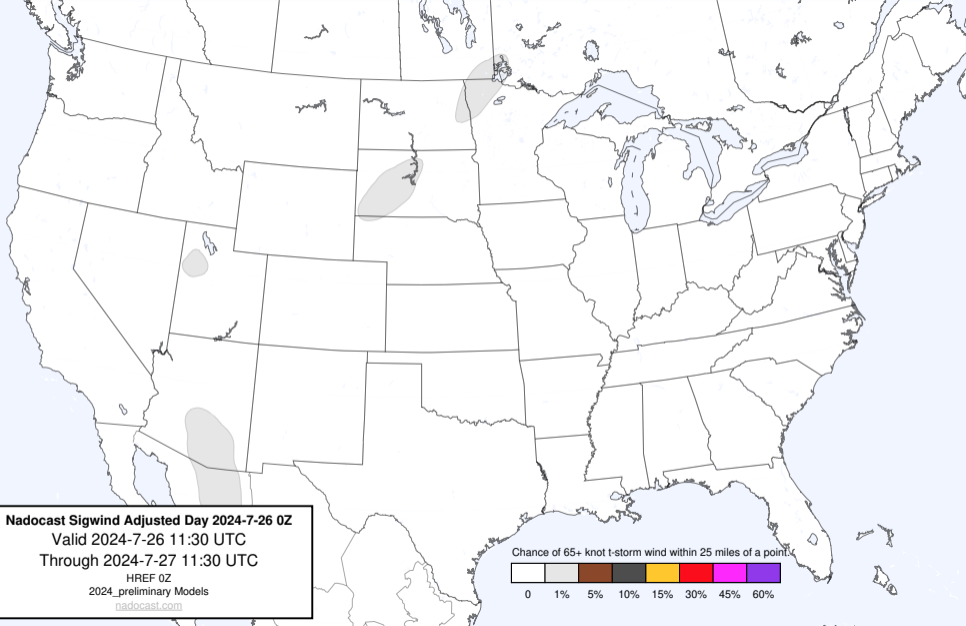 Nadocast Sigwind Adjusted Day 2024-7-26 0Z
Valid 2024-7-26 11:30 UTC
Through 2024-7-27 11:30 UTC
HREF 0Z
2024_preliminary Models
nadocast.com
Chance of 65+ knot t-storm wind within 25 miles of a point.
0 1% 5% 10% 15% 30% 45% 60%